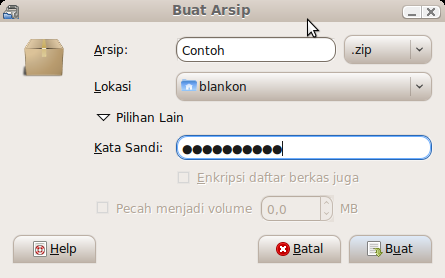 Buat Arsip
Arsip: Contoh .zip
Lokasi blankon
Pilihan Lain
Kata Sandi: ●●●●●●●●●●
Enkripsi daftar berkas juga
Pecah menjadi volume 0,0 MB
Help Batal Buat